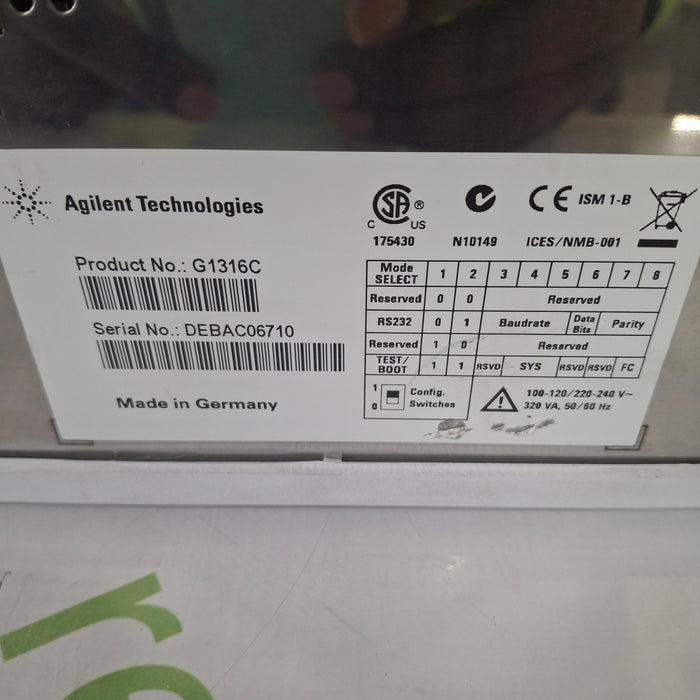 Agilent Technologies
Product No.: G1316C
Serial No.: DEBAC06710
Made in Germany
CSA ®
C US
175430
N10149
CE ISM 1-B
ICES/NMB-001
Mode SELECT 1 2 3 4 5 6 7 8
Reserved 0 0 Reserved
RS232 0 1 Baudrate Data Bits Parity
Reserved 1 0 Reserved
TEST/BOOT 1 1 RSVD SYS RSVD RSVD FC
1
0
Config.
Switches
100-120/220-240 V~
320 VA, 50/60 Hz
re